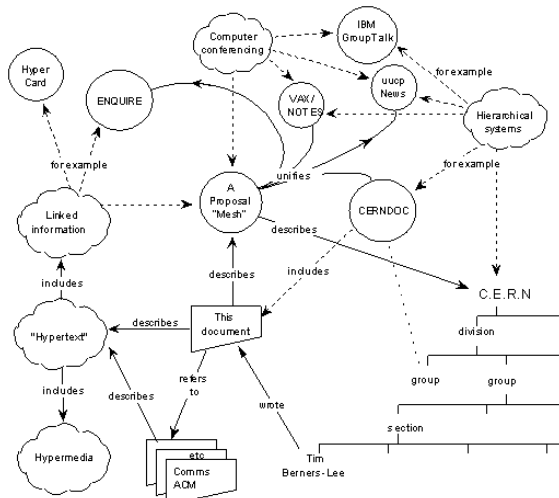 IBM
GroupTalk
Computer
conferencing
Hyper
Card
ENQUIRE
uucp
News
for example
VAX/
NOTES
Hierarchical
systems
for example
unifies
for example
A
Proposal
"Mesh"
CERNDOC
Linked
information
describes
includes
describes
includes
C.E.R.N
This
document
describes
division
"Hypertext"
includes
refers
to
describes
group
group
wrote
section
Hypermedia
etc
Comms
ACM
Tim
Berners-Lee